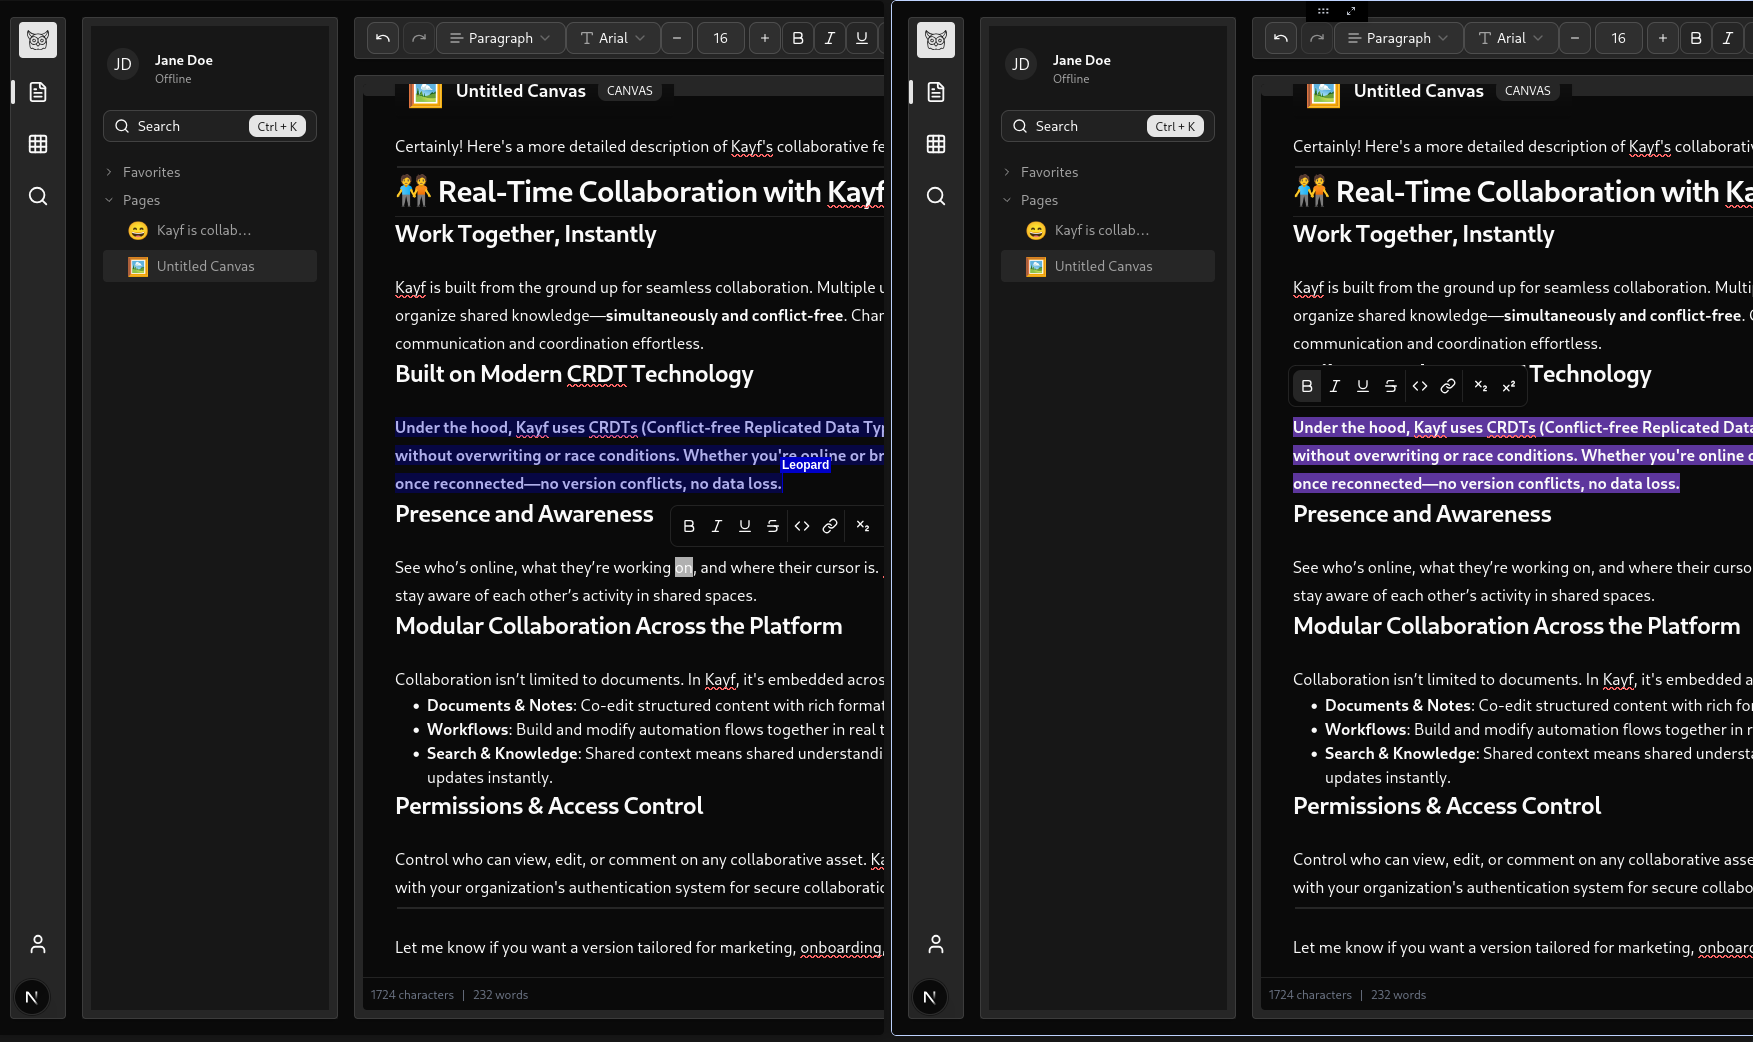 JD
Jane Doe
Offline
Search
Ctrl + K
Favorites
Pages
Kayf is collab...
Untitled Canvas
N
Paragraph
Arial
16
B I U
Untitled Canvas
CANVAS
Certainly! Here's a more detailed description of Kayf's collaborative fe
Real-Time Collaboration with Kayf
Work Together, Instantly
Kayf is built from the ground up for seamless collaboration. Multiple u
organize shared knowledge—simultaneously and conflict-free. Char
communication and coordination effortless.
Built on Modern CRDT Technology
Under the hood, Kayf uses CRDTs (Conflict-free Replicated Data Typ
without overwriting or race conditions. Whether you're online or br
Leopard
once reconnected—no version conflicts, no data loss.
Presence and Awareness
B I U S <> X₂
See who’s online, what they’re working on, and where their cursor is.
stay aware of each other’s activity in shared spaces.
Modular Collaboration Across the Platform
Collaboration isn’t limited to documents. In Kayf, it's embedded acros
• Documents & Notes: Co-edit structured content with rich format
• Workflows: Build and modify automation flows together in real t
• Search & Knowledge: Shared context means shared understandi
updates instantly.
Permissions & Access Control
Control who can view, edit, or comment on any collaborative asset. Ka
with your organization's authentication system for secure collaboratio
Let me know if you want a version tailored for marketing, onboarding,
1724 characters | 232 words
JD
Jane Doe
Offline
Search
Ctrl + K
Favorites
Pages
Kayf is collab...
Untitled Canvas
N
Paragraph
Arial
16
B I
Untitled Canvas
CANVAS
Certainly! Here's a more detailed description of Kayf's collaborativ
Real-Time Collaboration with Ka
Work Together, Instantly
Kayf is built from the ground up for seamless collaboration. Multi
organize shared knowledge—simultaneously and conflict-free.
communication and coordination effortless.
Technology
B I U S <> X₂ X²
Under the hood, Kayf uses CRDTs (Conflict-free Replicated Data
without overwriting or race conditions. Whether you're online
once reconnected—no version conflicts, no data loss.
Presence and Awareness
See who’s online, what they’re working on, and where their curso
stay aware of each other’s activity in shared spaces.
Modular Collaboration Across the Platform
Collaboration isn’t limited to documents. In Kayf, it's embedded a
• Documents & Notes: Co-edit structured content with rich fo
• Workflows: Build and modify automation flows together in r
• Search & Knowledge: Shared context means shared underst
updates instantly.
Permissions & Access Control
Control who can view, edit, or comment on any collaborative asse
with your organization's authentication system for secure collabo
Let me know if you want a version tailored for marketing, onboard
1724 characters | 232 words